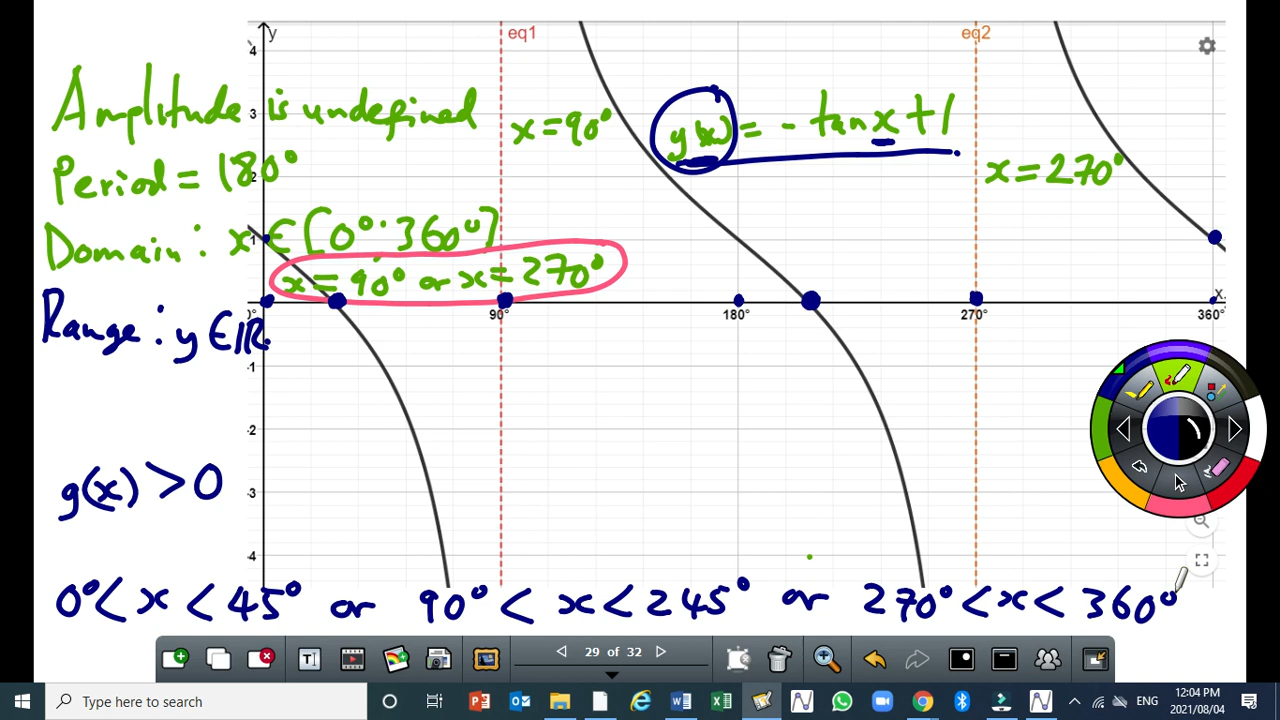 y
eq1
eq2
4
Amplitude is undefined
3
x = 90°
y(x) = - tan x + 1
Period = 180°
2
x = 270°
Domain : x ∈ [0° · 360°]
1
x = 90° or x = 270°
x
0°
90°
180°
270°
360°
Range : y ∈ ℝ
-1
-2
g(x) > 0
-3
-4
0° < x < 45° or 90° < x < 245° or 270° < x < 360°
29 of 32
Type here to search
ENG
12:04 PM
2021/08/04